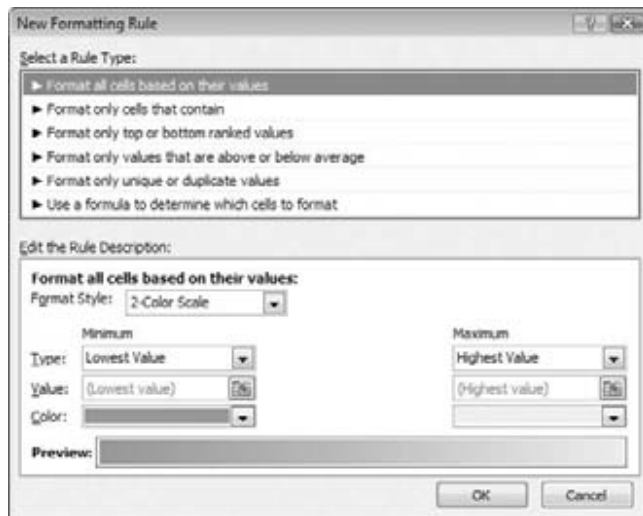 New Formatting Rule
Select a Rule Type:
► Format all cells based on their values
► Format only cells that contain
► Format only top or bottom ranked values
► Format only values that are above or below average
► Format only unique or duplicate values
► Use a formula to determine which cells to format
Edit the Rule Description:
Format all cells based on their values:
Format Style: 2-Color Scale
Minimum Maximum
Type: Lowest Value Highest Value
Value: (Lowest value) (Highest value)
Color:
Preview:
OK Cancel